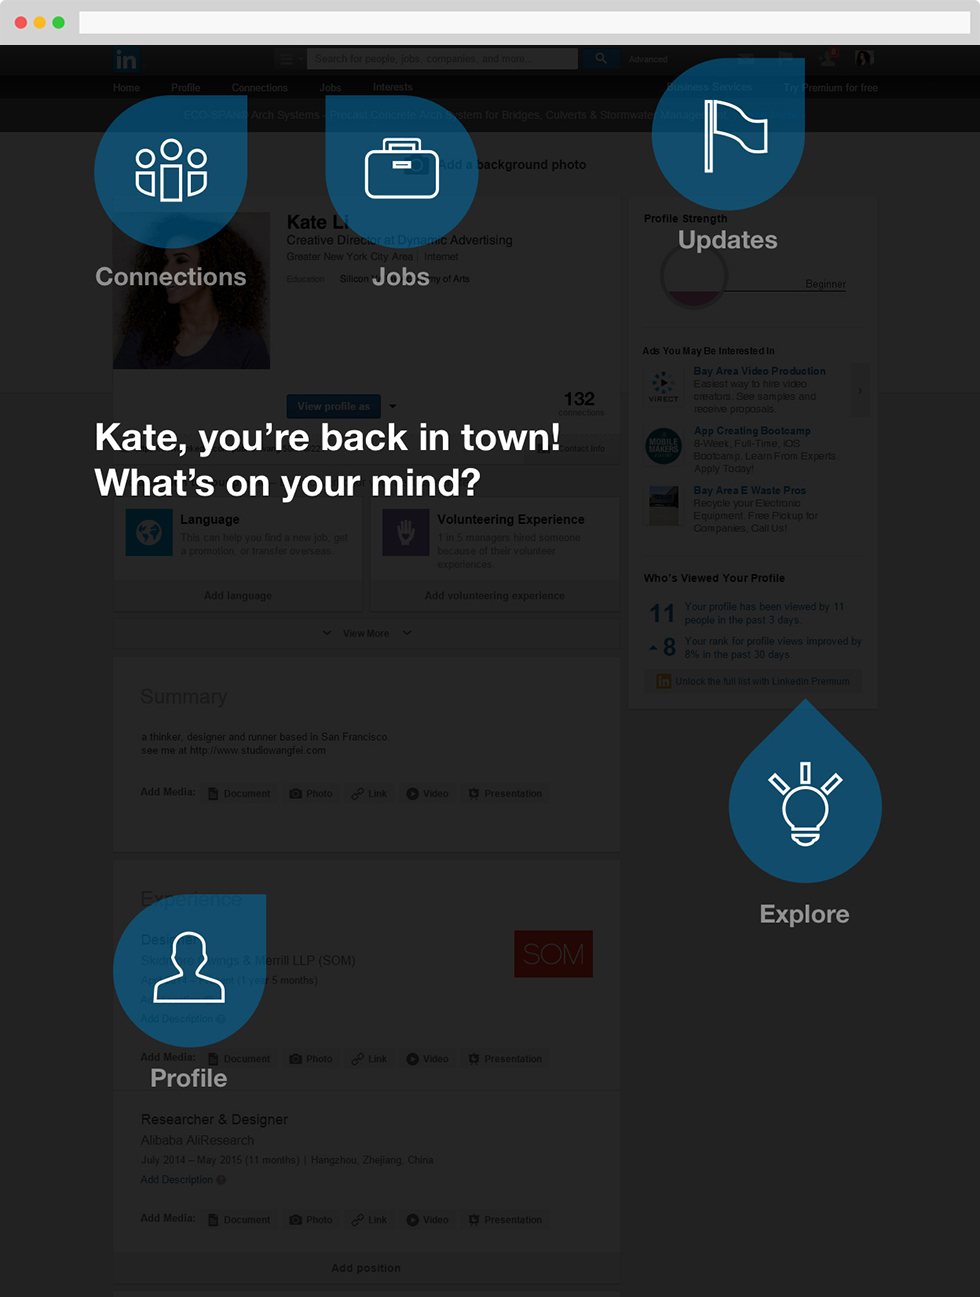 in
Search for people, jobs, companies, and more...
Advanced
Home Profile Connections Jobs Interests
Business Services Try Premium for free
ECO-SPAN® Arch Systems - Precast Concrete Arch System for Bridges, Culverts & Stormwater Management.
Add a background photo
Kate Li
Creative Director at Dynamic Advertising
Greater New York City Area | Internet
Education Silicon of Arts
Connections
Jobs
Updates
Profile Strength
Beginner
View profile as
132
connections
Contact Info
Kate, you're back in town!
What's on your mind?
Ads You May Be Interested In
VIRECT
Bay Area Video Production
Easiest way to hire video
creators. See samples and
receive proposals.
MOBILE
MAKERS
App Creating Bootcamp
8-Week, Full-Time, iOS
Bootcamp. Learn From Experts.
Apply Today!
Bay Area E Waste Pros
Recycle your Electronic
Equipment. Free Pickup for
Companies, Call Us!
Language
This can help you find a new job, get
a promotion, or transfer overseas.
Add language
Volunteering Experience
1 in 5 managers hired someone
because of their volunteer
experiences.
Add volunteering experience
View More
Who's Viewed Your Profile
11 Your profile has been viewed by 11
people in the past 3 days.
8 Your rank for profile views improved by
6% in the past 30 days.
in Unlock the full list with LinkedIn Premium
Summary
a thinker, designer and runner based in San Francisco.
see me at http://www.studiowangfei.com
Add Media: Document Photo Link Video Presentation
Explore
Experience
Designer
Skidmore Owings & Merrill LLP (SOM)
(1 year 5 months)
Add Description
SOM
Add Media: Document Photo Link Video Presentation
Profile
Researcher & Designer
Alibaba AliResearch
July 2014 – May 2015 (11 months) | Hangzhou, Zhejiang, China
Add Description
Add Media: Document Photo Link Video Presentation
Add position